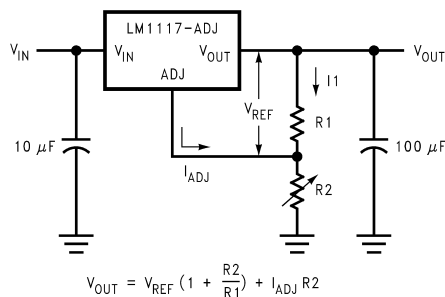 LM1117-ADJ
V_IN
V_IN
V_OUT
V_OUT
ADJ
I1
V_REF
R1
10 μF
100 μF
I_ADJ
R2
V_OUT = V_REF (1 + R2/R1) + I_ADJ R2